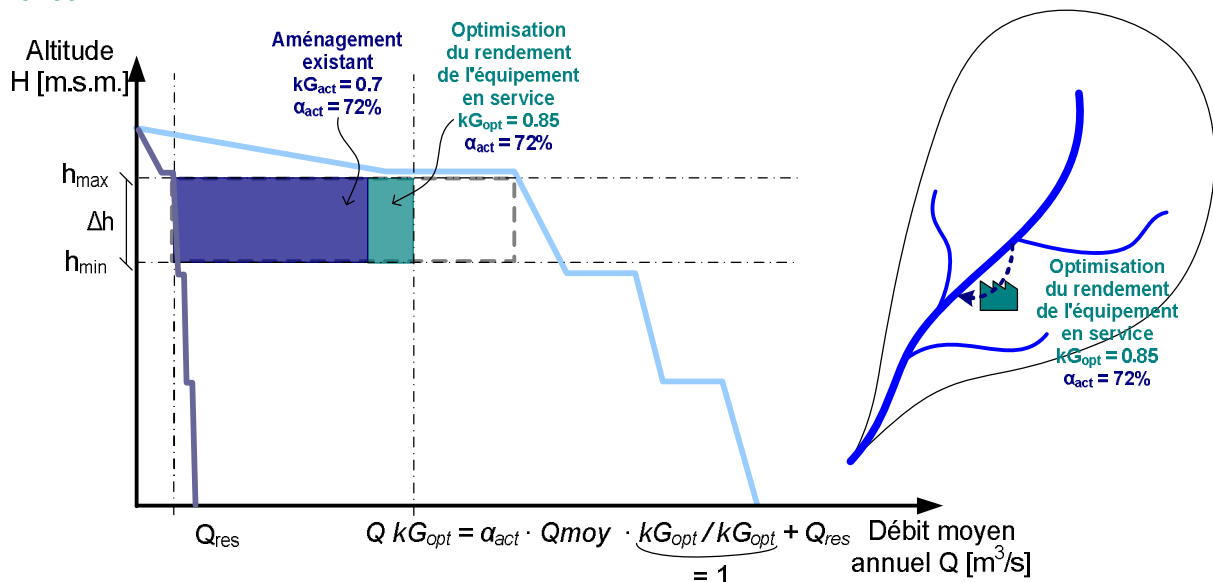 Altitude
H [m.s.m.]
Aménagement
existant
kGact = 0.7
αact = 72%
Optimisation
du rendement
de l'équipement
en service
kGopt = 0.85
αact = 72%
hmax
Δh
hmin
Optimisation
du rendement
de l'équipement
en service
kGopt = 0.85
αact = 72%
Qres
Q kGopt = αact · Qmoy · kGopt / kGopt + Qres
= 1
Débit moyen
annuel Q [m³/s]